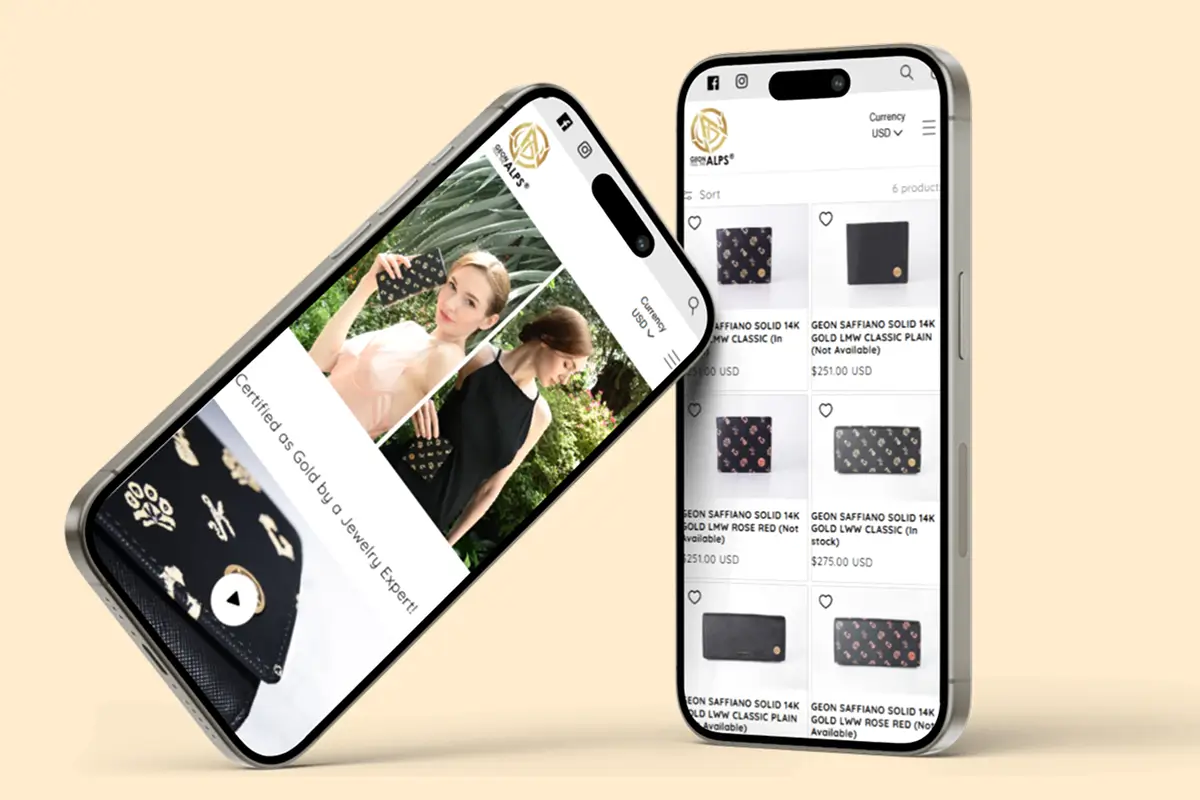 GEON
ALPS®
Currency
USD
Certified as Gold by a Jewelry Expert!
GEON
ALPS®
Currency
USD
Sort
6 product
SAFFIANO SOLID 14K
LMW CLASSIC (In
$251.00 USD
GEON SAFFIANO SOLID 14K
GOLD LMW CLASSIC PLAIN
(Not Available)
$251.00 USD
GEON SAFFIANO SOLID 14K
GOLD LMW ROSE RED (Not
Available)
$251.00 USD
GEON SAFFIANO SOLID 14K
GOLD LWW CLASSIC (In
stock)
$275.00 USD
GEON SAFFIANO SOLID 14K
GOLD LWW CLASSIC PLAIN
Available)
GEON SAFFIANO SOLID 14K
GOLD LWW ROSE RED (Not
Available)